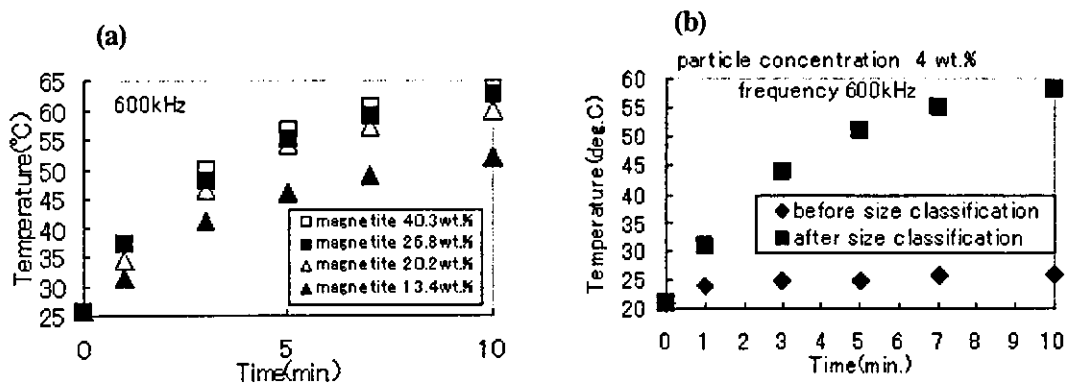 (a)
600kHz
Temperature(°C)
65
60
55
50
45
40
35
30
25
magnetite 40.3wt.%
magnetite 26.8wt.%
magnetite 20.2wt.%
magnetite 13.4wt.%
0 5 10
Time(min.)
(b)
particle concentration 4 wt.%
frequency 600kHz
Temperature(deg.C)
60
55
50
45
40
35
30
25
20
before size classification
after size classification
0 1 2 3 4 5 6 7 8 9 10
Time(min.)